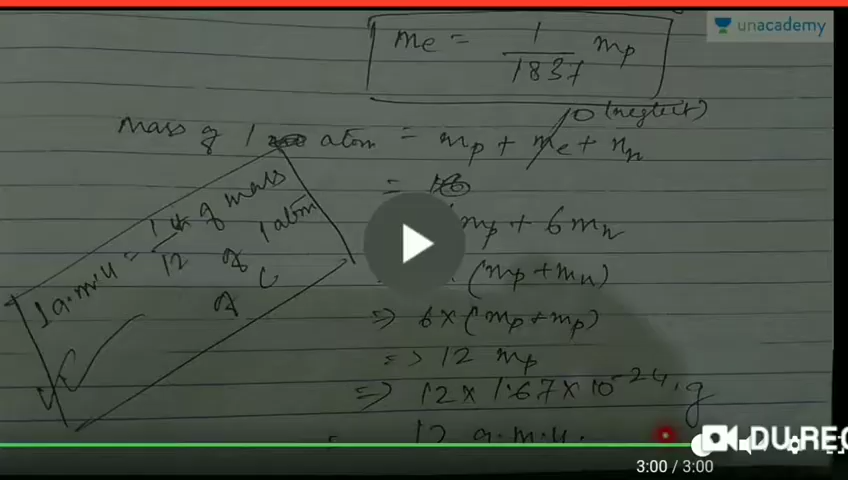 unacademy
me = 1/1837 mp
0 (neglect)
Mass of 1 atom = mp + me + nn
=
mp + 6mn
(mp + mn)
=> 6 x (mp + mp)
=> 12 mp
=> 12 x 1.67 x 10^-24 . g
12 a.m.u.
1 a.m.u = 1/12 of mass
of 1 atom
of C
3:00 / 3:00
DU REC